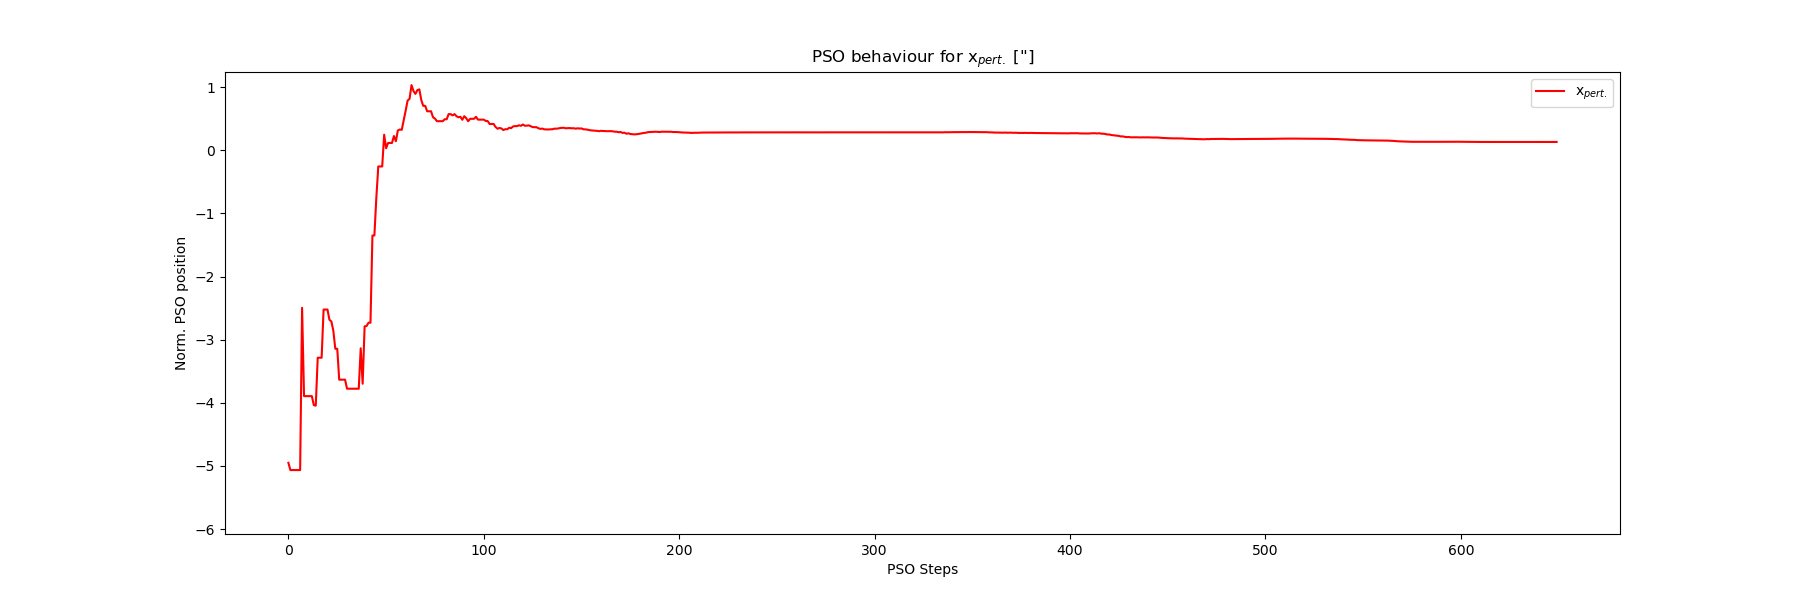 PSO behaviour for x_pert. ["]
x_pert.
Norm. PSO position
1
0
−1
−2
−3
−4
−5
−6
0 100 200 300 400 500 600
PSO Steps